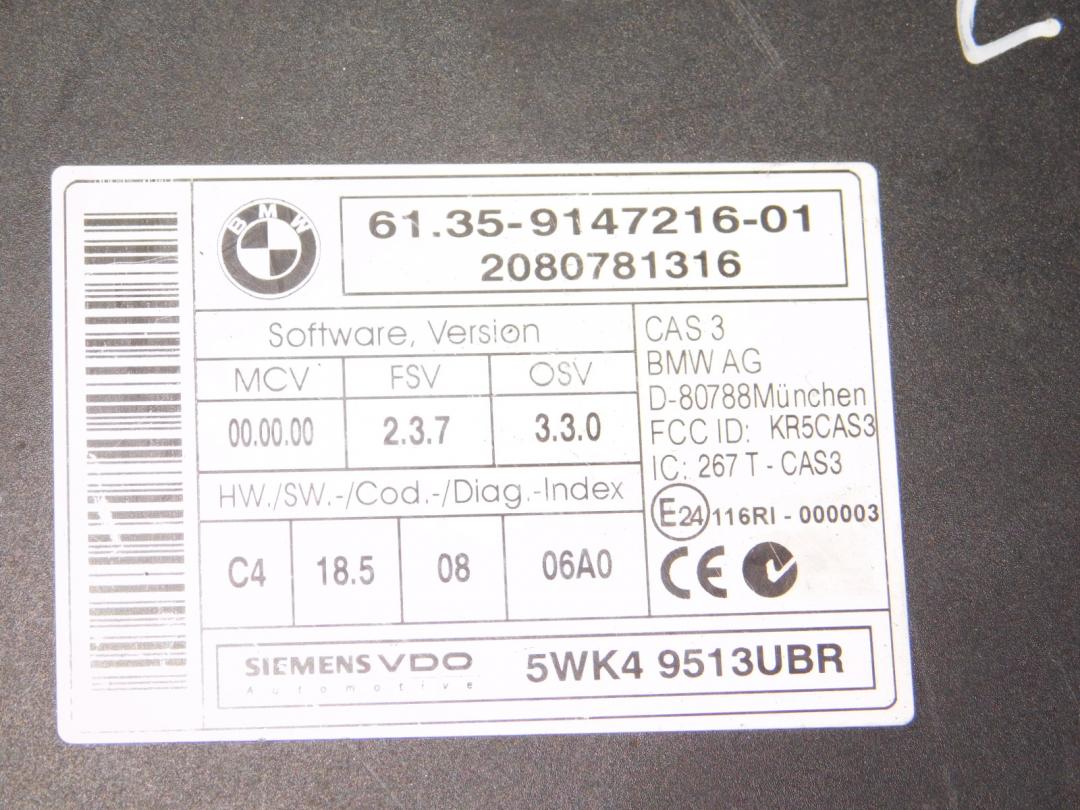 BMW
61.35-9147216-01
2080781316
Software, Version
MCV FSV OSV
00.00.00 2.3.7 3.3.0
HW./SW.-/Cod.-/Diag.-Index
C4 18.5 08 06A0
CAS 3
BMW AG
D-80788München
FCC ID: KR5CAS3
IC: 267 T - CAS3
E24 116RI - 000003
CE
SIEMENS VDO
Automotive
5WK4 9513UBR